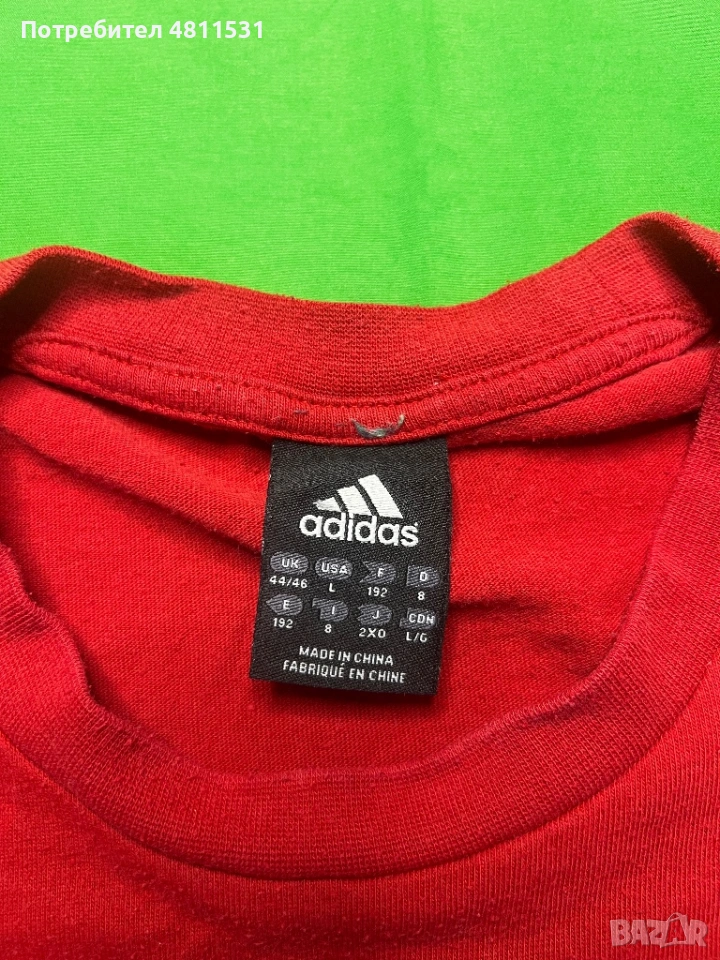 Потребител 4811531
adidas
UK USA F D
44/46 L 192 8
E I J CDN
192 8 2XO L/G
MADE IN CHINA
FABRIQUÉ EN CHINE
BAZAR